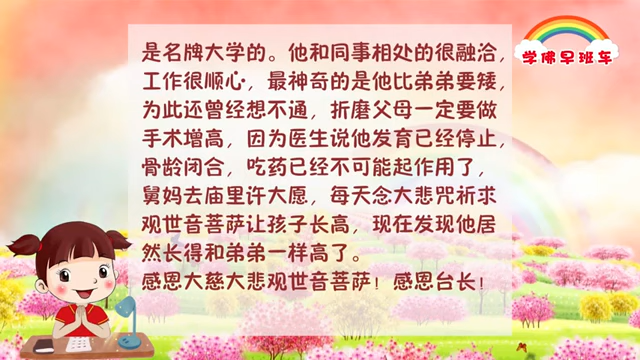 学佛早班车
是名牌大学的。他和同事相处的很融洽，
工作很顺心，最神奇的是他比弟弟要矮，
为此还曾经想不通，折磨父母一定要做
手术增高，因为医生说他发育已经停止，
骨龄闭合，吃药已经不可能起作用了，
舅妈去庙里许大愿，每天念大悲咒祈求
观世音菩萨让孩子长高，现在发现他居
然长得和弟弟一样高了。
感恩大慈大悲观世音菩萨！感恩台长！